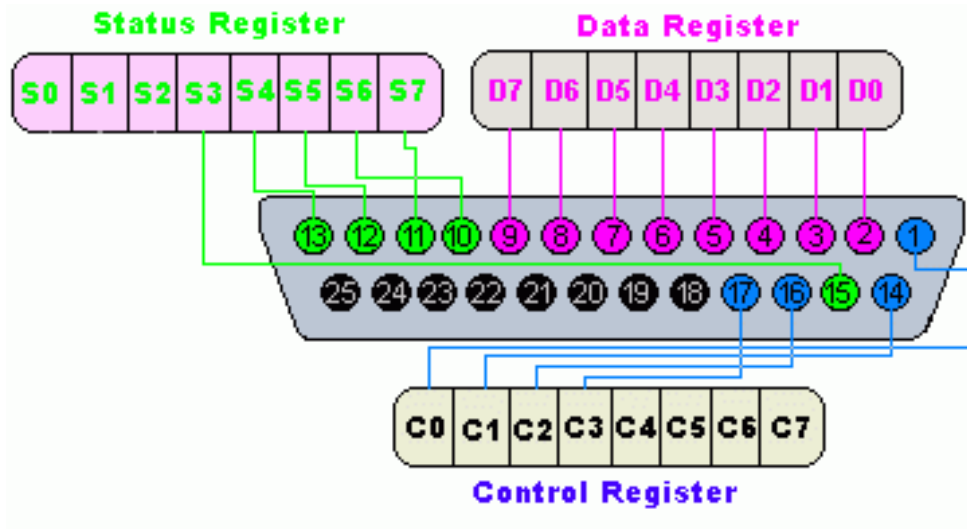 Status Register
Data Register
S0 S1 S2 S3 S4 S5 S6 S7
D7 D6 D5 D4 D3 D2 D1 D0
13 12 11 10 9 8 7 6 5 4 3 2 1
25 24 23 22 21 20 19 18 17 16 15 14
C0 C1 C2 C3 C4 C5 C6 C7
Control Register